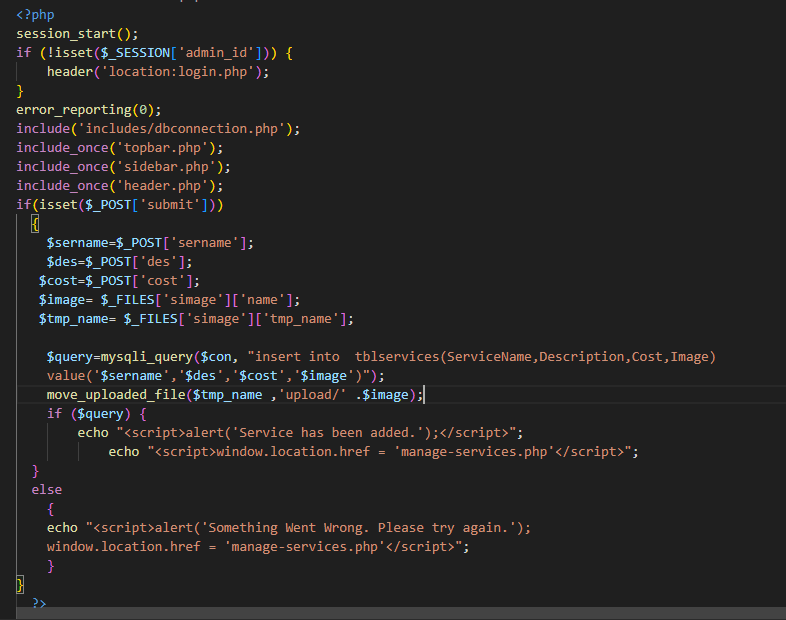 <?php
session_start();
if (!isset($_SESSION['admin_id'])) {
    header('location:login.php');
}
error_reporting(0);
include('includes/dbconnection.php');
include_once('topbar.php');
include_once('sidebar.php');
include_once('header.php');
if(isset($_POST['submit']))
  {
    $sername=$_POST['sername'];
    $des=$_POST['des'];
   $cost=$_POST['cost'];
   $image= $_FILES['simage']['name'];
   $tmp_name= $_FILES['simage']['tmp_name'];

    $query=mysqli_query($con, "insert into  tblservices(ServiceName,Description,Cost,Image)
    value('$sername','$des','$cost','$image')");
    move_uploaded_file($tmp_name ,'upload/' .$image);
    if ($query) {
        echo "<script>alert('Service has been added.');</script>";
            echo "<script>window.location.href = 'manage-services.php'</script>";
  }
  else
    {
    echo "<script>alert('Something Went Wrong. Please try again.');
    window.location.href = 'manage-services.php'</script>";
    }
}
  ?>